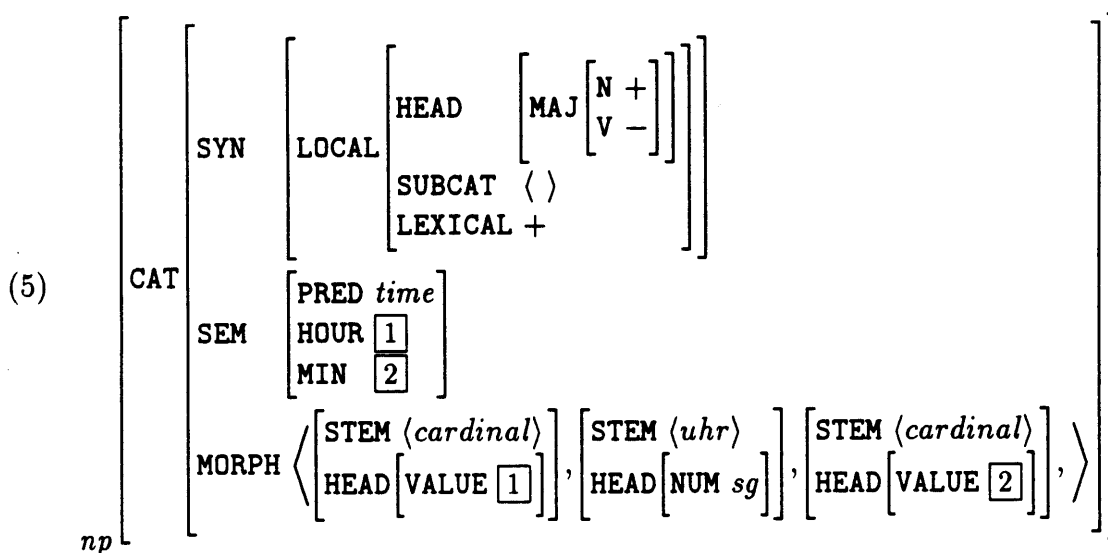 HEAD [MAJ [N +
V −]]
(5) np [CAT [SYN [LOCAL [
SUBCAT ⟨ ⟩
LEXICAL +]]
SEM [PRED time
HOUR [1]
MIN [2]]
MORPH ⟨[STEM ⟨cardinal⟩ HEAD[VALUE [1]]], [STEM ⟨uhr⟩ HEAD[NUM sg]], [STEM ⟨cardinal⟩ HEAD[VALUE [2]]], ⟩]]